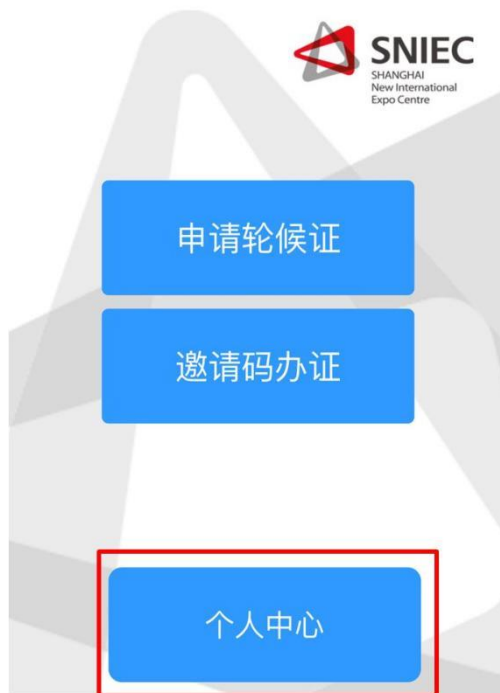 SNIEC
SHANGHAI
New International
Expo Centre
申请轮候证
邀请码办证
个人中心